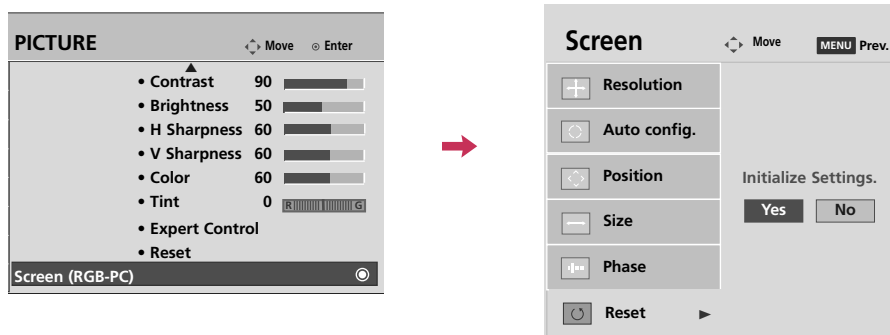 PICTURE
Move
Enter
• Contrast 90
• Brightness 50
• H Sharpness 60
• V Sharpness 60
• Color 60
• Tint 0 R G
• Expert Control
• Reset
Screen (RGB-PC)
Screen
Move
MENU Prev.
Resolution
Auto config.
Position
Size
Phase
Reset
Initialize Settings.
Yes No